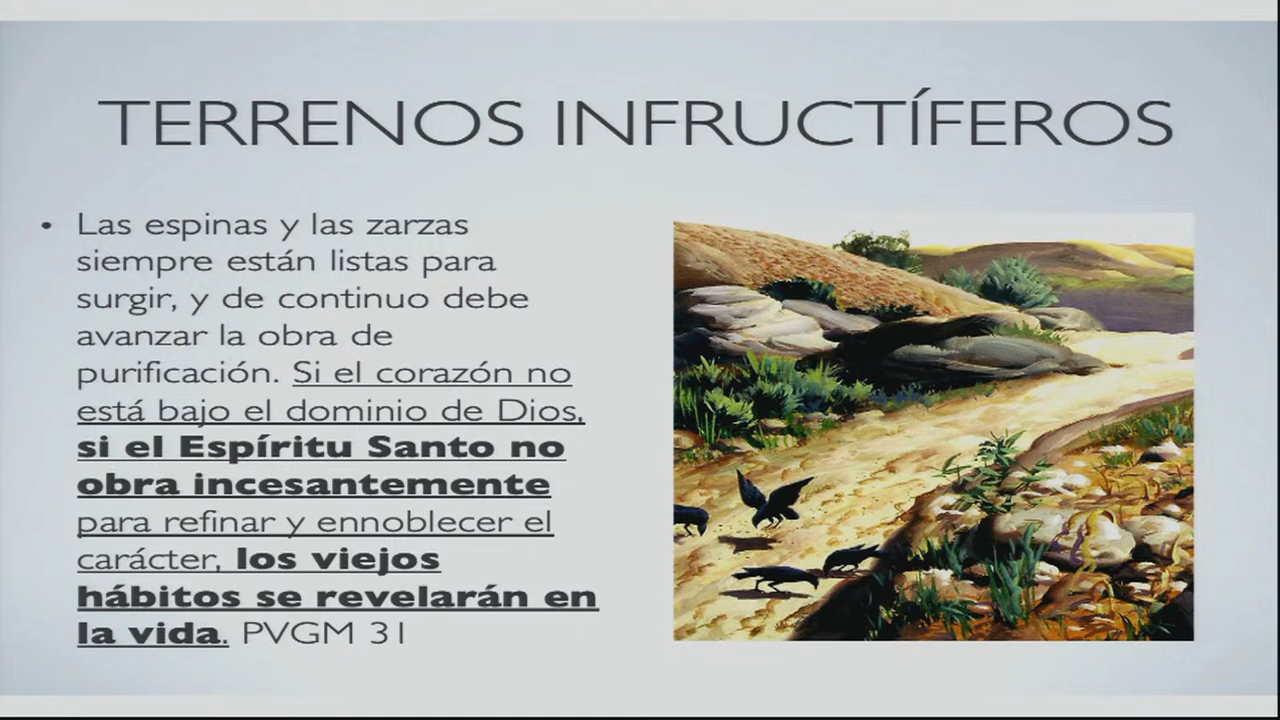 TERRENOS INFRUCTÍFEROS
• Las espinas y las zarzas
siempre están listas para
surgir, y de continuo debe
avanzar la obra de
purificación. Si el corazón no
está bajo el dominio de Dios,
si el Espíritu Santo no
obra incesantemente
para refinar y ennoblecer el
carácter, los viejos
hábitos se revelarán en
la vida. PVGM 31